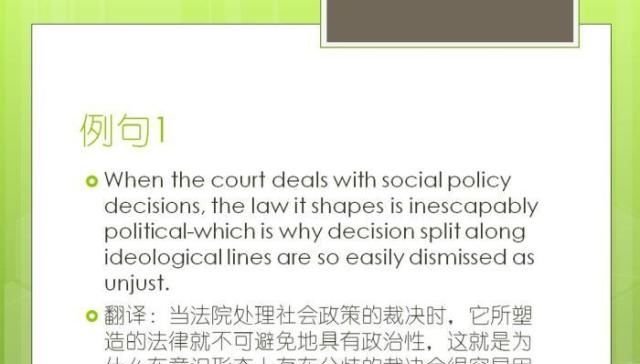 例句1
When the court deals with social policy
decisions, the law it shapes is inescapably
political-which is why decision split along
ideological lines are so easily dismissed as
unjust.
翻译：当法院处理社会政策的裁决时，它所塑
造的法律就不可避免地具有政治性，这就是为